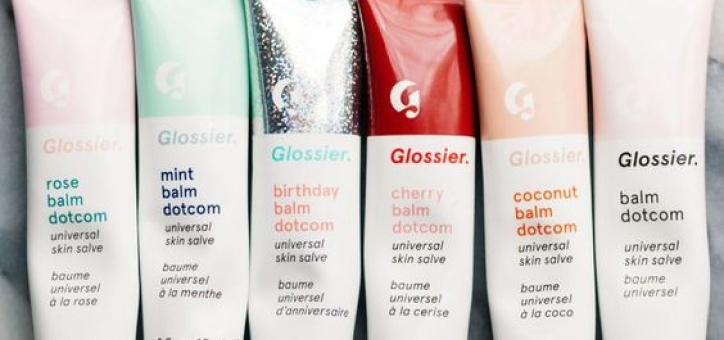 G
Glossier.
rose
balm
dotcom
universal
skin salve
baume
universel
à la rose
G
Glossier.
mint
balm
dotcom
universal
skin salve
baume
universel
à la menthe
G
Glossier.
birthday
balm
dotcom
universal
skin salve
baume
universel
d'anniversaire
G
Glossier.
cherry
balm
dotcom
universal
skin salve
baume
universel
à la cerise
G
Glossier.
coconut
balm
dotcom
universal
skin salve
baume
universel
à la coco
G
Glossier.
balm
dotcom
universal
skin salve
baume
universel